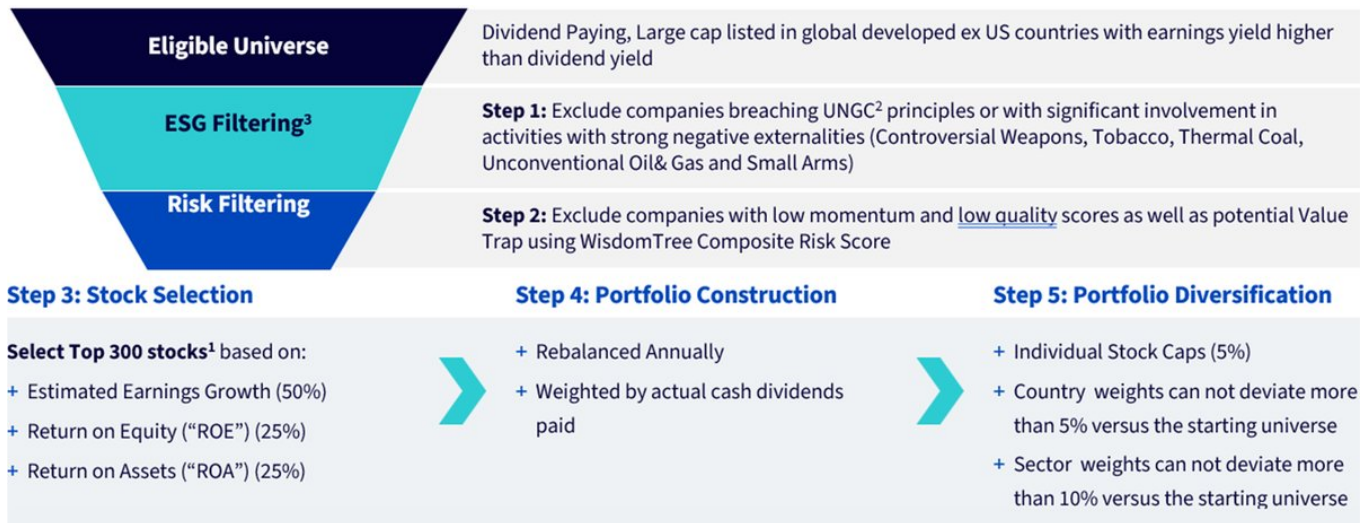 Eligible Universe
Dividend Paying, Large cap listed in global developed ex US countries with earnings yield higher
than dividend yield
ESG Filtering³
Step 1: Exclude companies breaching UNGC² principles or with significant involvement in
activities with strong negative externalities (Controversial Weapons, Tobacco, Thermal Coal,
Unconventional Oil& Gas and Small Arms)
Risk Filtering
Step 2: Exclude companies with low momentum and low quality scores as well as potential Value
Trap using WisdomTree Composite Risk Score
Step 3: Stock Selection
Select Top 300 stocks¹ based on:
+ Estimated Earnings Growth (50%)
+ Return on Equity (“ROE”) (25%)
+ Return on Assets (“ROA”) (25%)
Step 4: Portfolio Construction
+ Rebalanced Annually
+ Weighted by actual cash dividends
paid
Step 5: Portfolio Diversification
+ Individual Stock Caps (5%)
+ Country weights can not deviate more
than 5% versus the starting universe
+ Sector weights can not deviate more
than 10% versus the starting universe